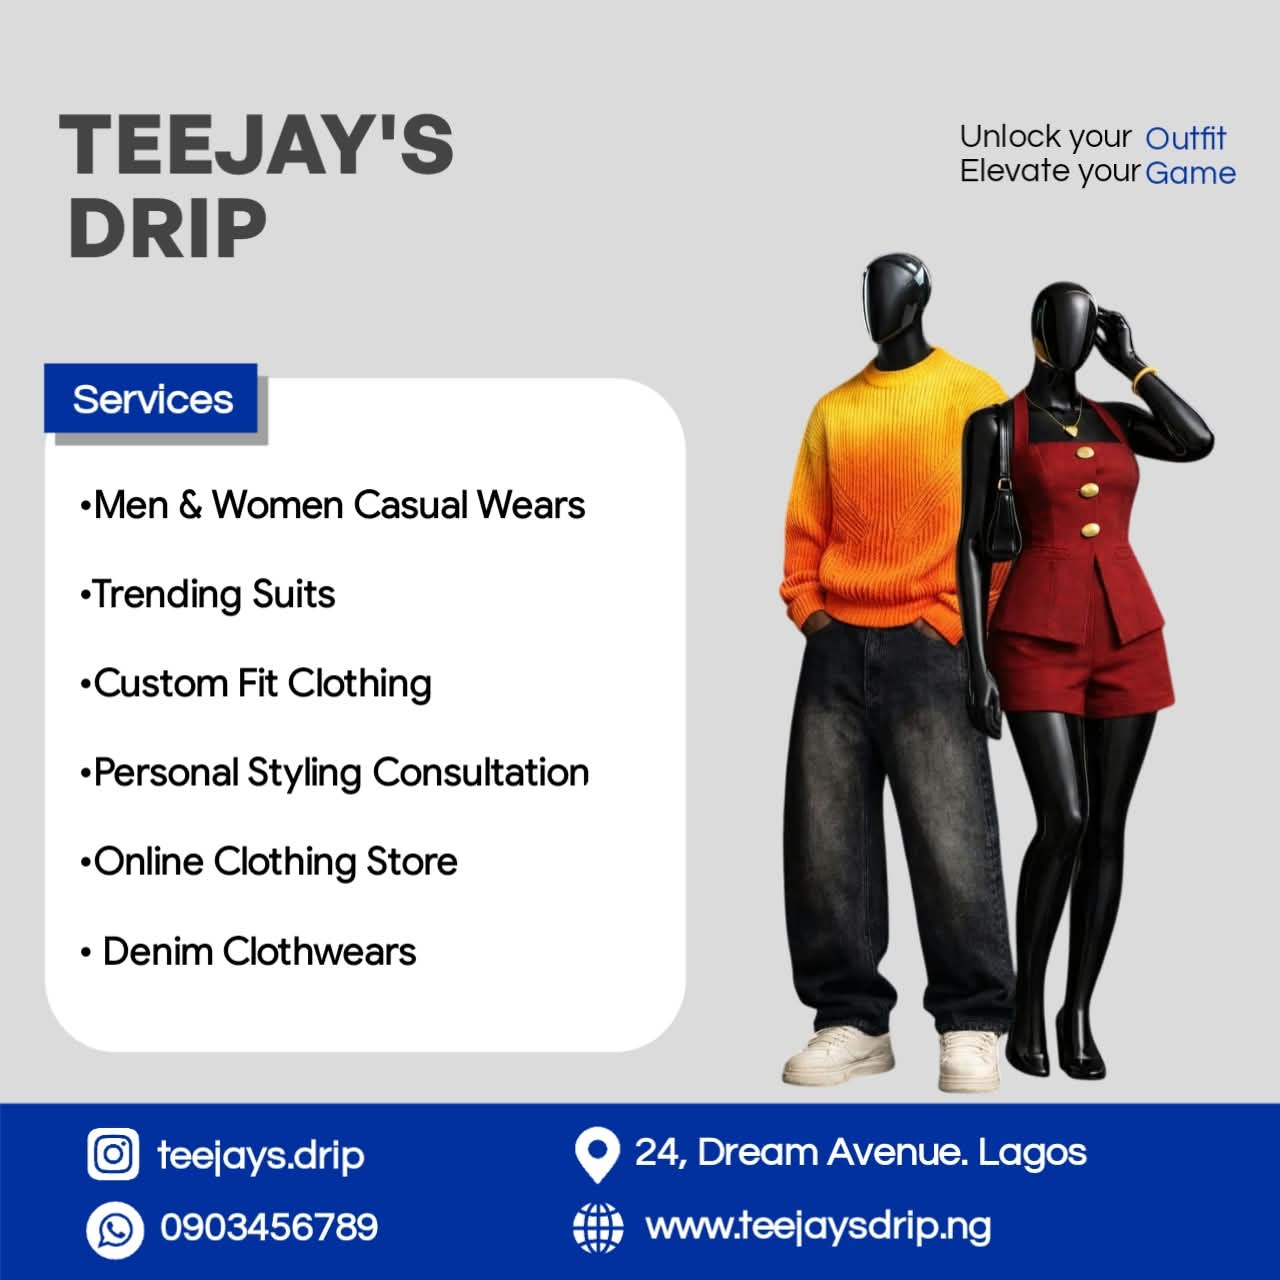 TEEJAY'S
DRIP
Unlock your Outfit
Elevate your Game
Services
•Men & Women Casual Wears
•Trending Suits
•Custom Fit Clothing
•Personal Styling Consultation
•Online Clothing Store
• Denim Clothwears
teejays.drip
24, Dream Avenue. Lagos
0903456789
www.teejaysdrip.ng